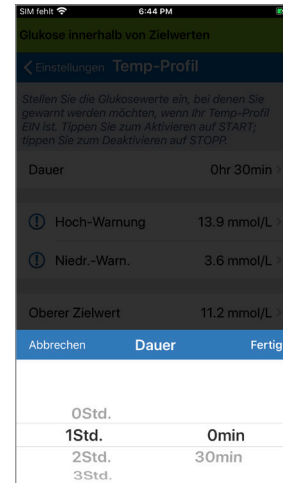 SIM fehlt 6:44 PM
Glukose innerhalb von Zielwerten
Einstellungen Temp-Profil
Stellen Sie die Glukosewerte ein, bei denen Sie
gewarnt werden möchten, wenn Ihr Temp-Profil
EIN ist. Tippen Sie zum Aktivieren auf START;
tippen Sie zum Deaktivieren auf STOPP.
Dauer 0hr 30min
Hoch-Warnung 13.9 mmol/L
Niedr.-Warn. 3.6 mmol/L
Oberer Zielwert 11.2 mmol/L
Abbrechen Dauer Fertig
0Std.
1Std. 0min
2Std. 30min
3Std.